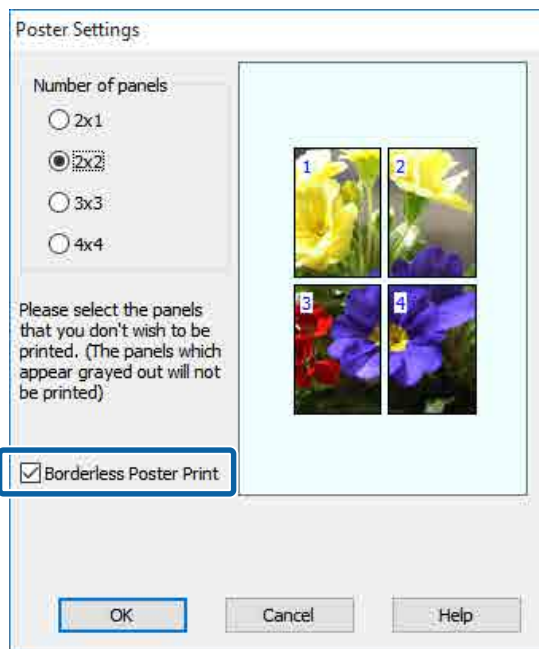 Poster Settings
Number of panels
2x1
2x2
3x3
4x4
1
2
3
4
Please select the panels
that you don't wish to be
printed. (The panels which
appear grayed out will not
be printed)
Borderless Poster Print
OK
Cancel
Help